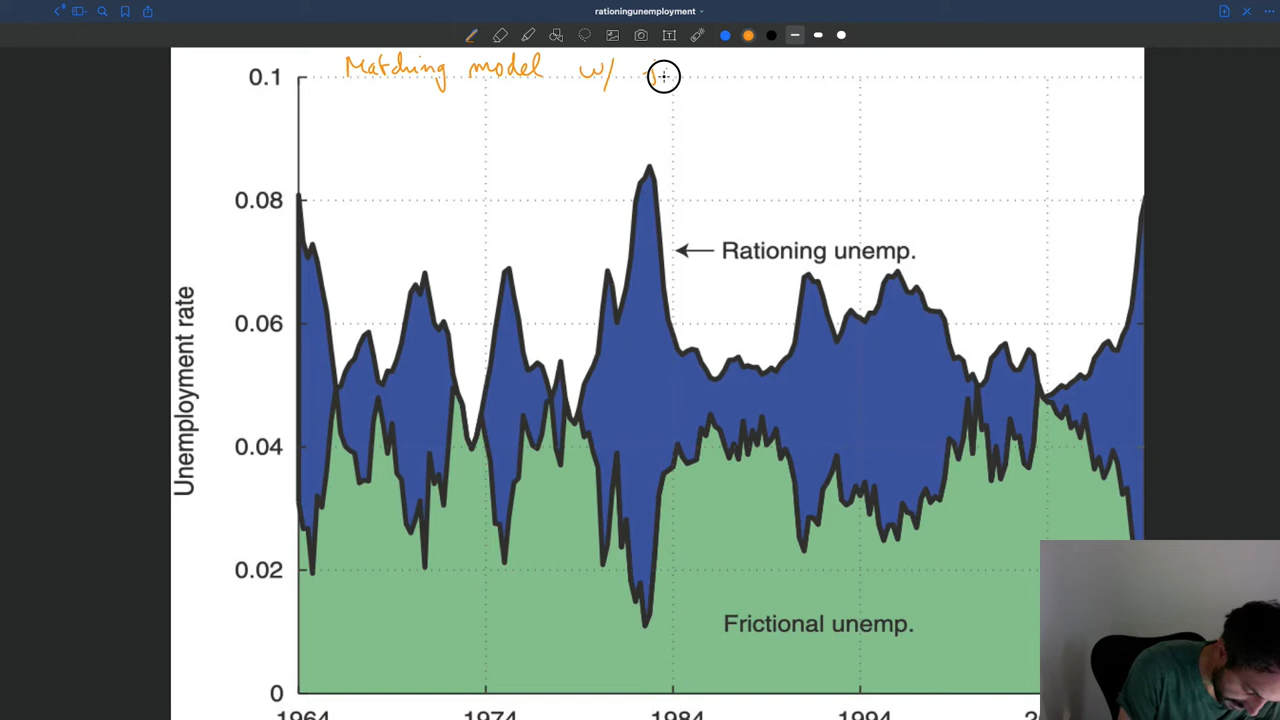 rationingunemployment
Matching model w/
0.1
0.08
Rationing unemp.
0.06
Unemployment rate
0.04
0.02
Frictional unemp.
0
1964 1974 1984 1994